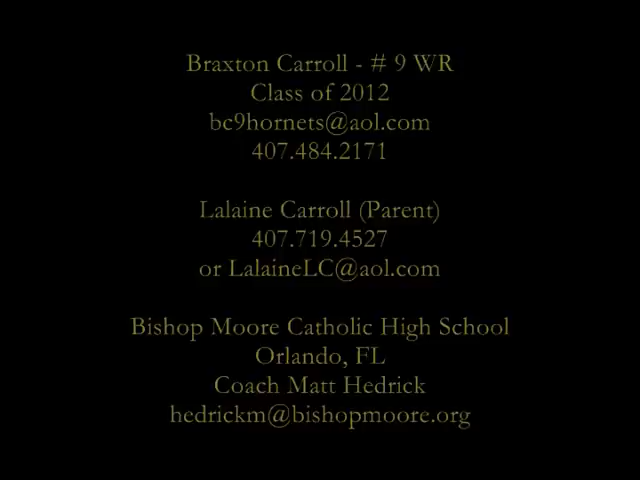 Braxton Carroll - # 9 WR
Class of 2012
bc9hornets@aol.com
407.484.2171
Lalaine Carroll (Parent)
407.719.4527
or LalaineLC@aol.com
Bishop Moore Catholic High School
Orlando, FL
Coach Matt Hedrick
hedrickm@bishopmoore.org